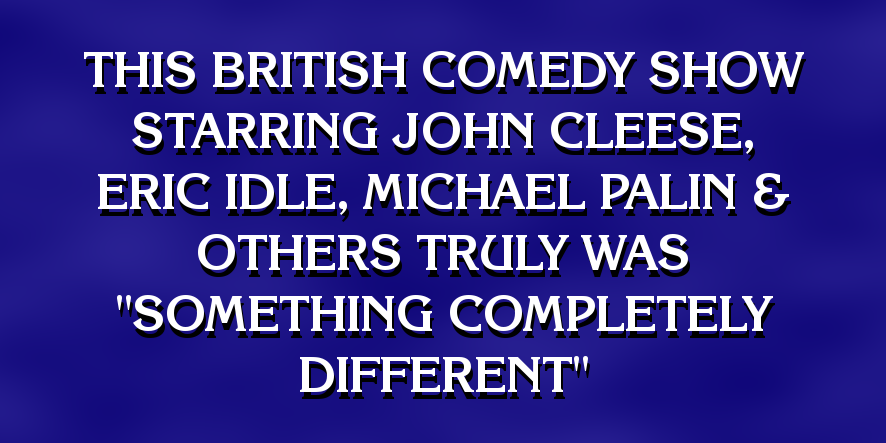 THIS BRITISH COMEDY SHOW
STARRING JOHN CLEESE,
ERIC IDLE, MICHAEL PALIN &
OTHERS TRULY WAS
"SOMETHING COMPLETELY
DIFFERENT"